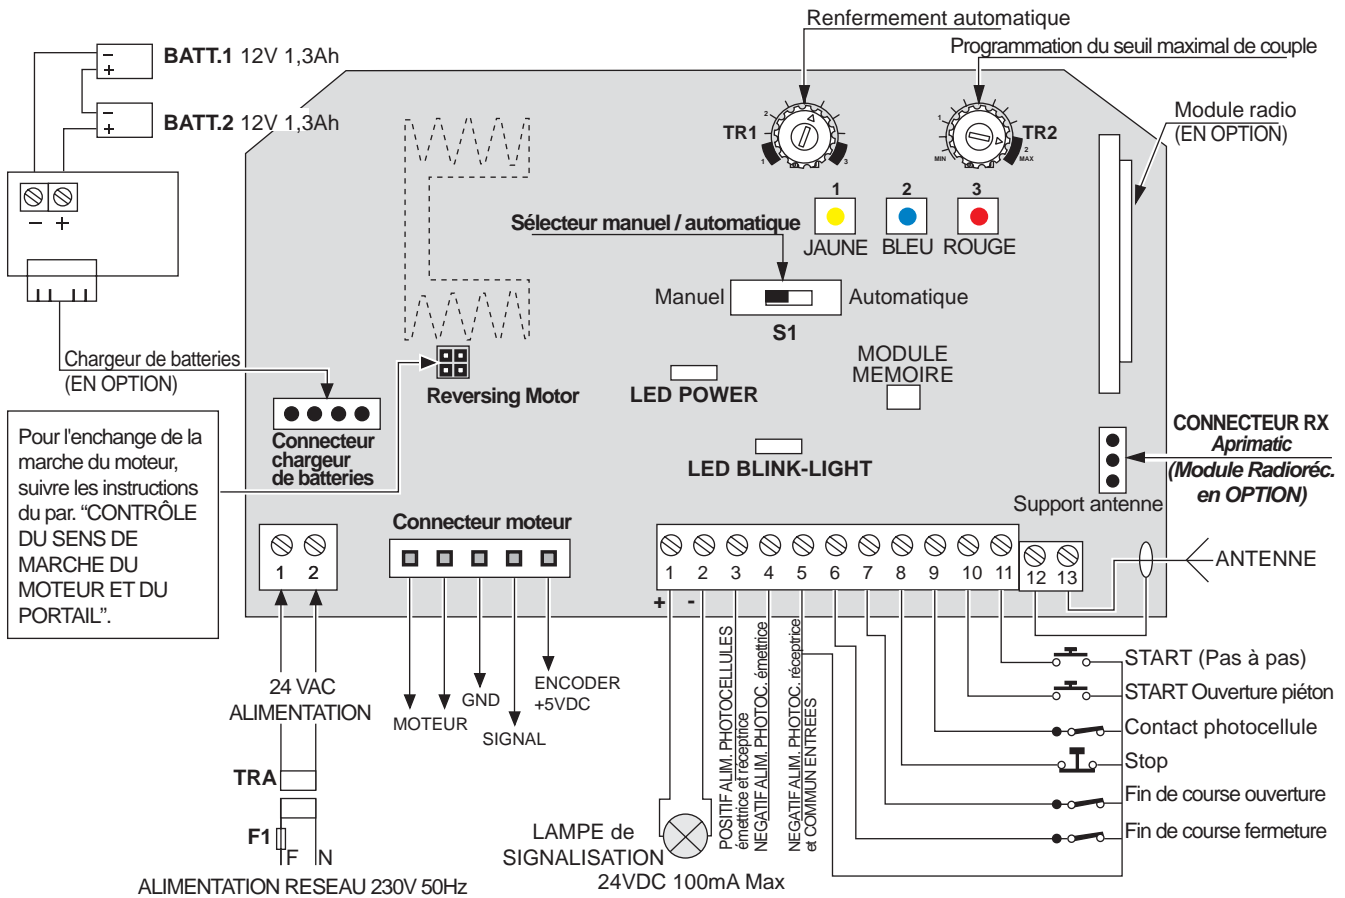 Renfermement automatique
Programmation du seuil maximal de couple
BATT.1 12V 1,3Ah
BATT.2 12V 1,3Ah
- +
- +
- +
TR1
1 2 3
TR2
MIN 1 2 MAX
Module radio
(EN OPTION)
1 2 3
JAUNE BLEU ROUGE
Sélecteur manuel / automatique
Manuel Automatique
S1
Chargeur de batteries
(EN OPTION)
Reversing Motor
LED POWER
MODULE
MEMOIRE
LED BLINK-LIGHT
Connecteur
chargeur
de batteries
CONNECTEUR RX
Aprimatic
(Module Radioréc.
en OPTION)
Support antenne
Pour l'enchange de la
marche du moteur,
suivre les instructions
du par. “CONTRÔLE
DU SENS DE
MARCHE DU
MOTEUR ET DU
PORTAIL”.
Connecteur moteur
1 2
1 2 3 4 5 6 7 8 9 10 11 12 13
+ -
ANTENNE
24 VAC
ALIMENTATION
MOTEUR
GND
SIGNAL
ENCODER
+5VDC
POSITIF ALIM. PHOTOCELLULES
émettrice et réceptrice
NEGATIF ALIM. PHOTOC. émettrice
NEGATIF ALIM. PHOTOC. réceptrice
et COMMUN ENTREES
START (Pas à pas)
START Ouverture piéton
Contact photocellule
Stop
Fin de course ouverture
Fin de course fermeture
TRA
F1
F N
ALIMENTATION RESEAU 230V 50Hz
LAMPE de
SIGNALISATION
24VDC 100mA Max